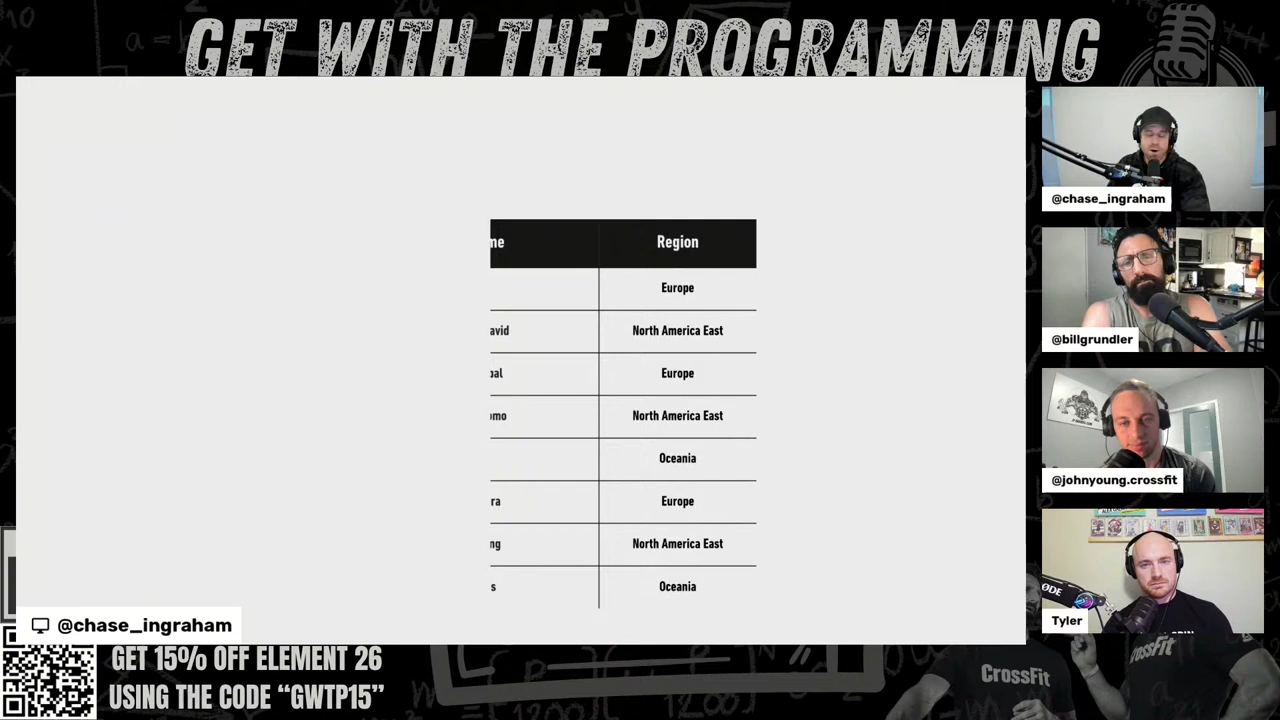 GET WITH THE PROGRAMMING
me Region
Europe
avid North America East
bal Europe
omo North America East
Oceania
ra Europe
ng North America East
s Oceania
@chase_ingraham
@billgrundler
@johnyoung.crossfit
RØDE
Tyler
@chase_ingraham
GET 15% OFF ELEMENT 26
USING THE CODE “GWTP15”
CrossFit
CrossFit